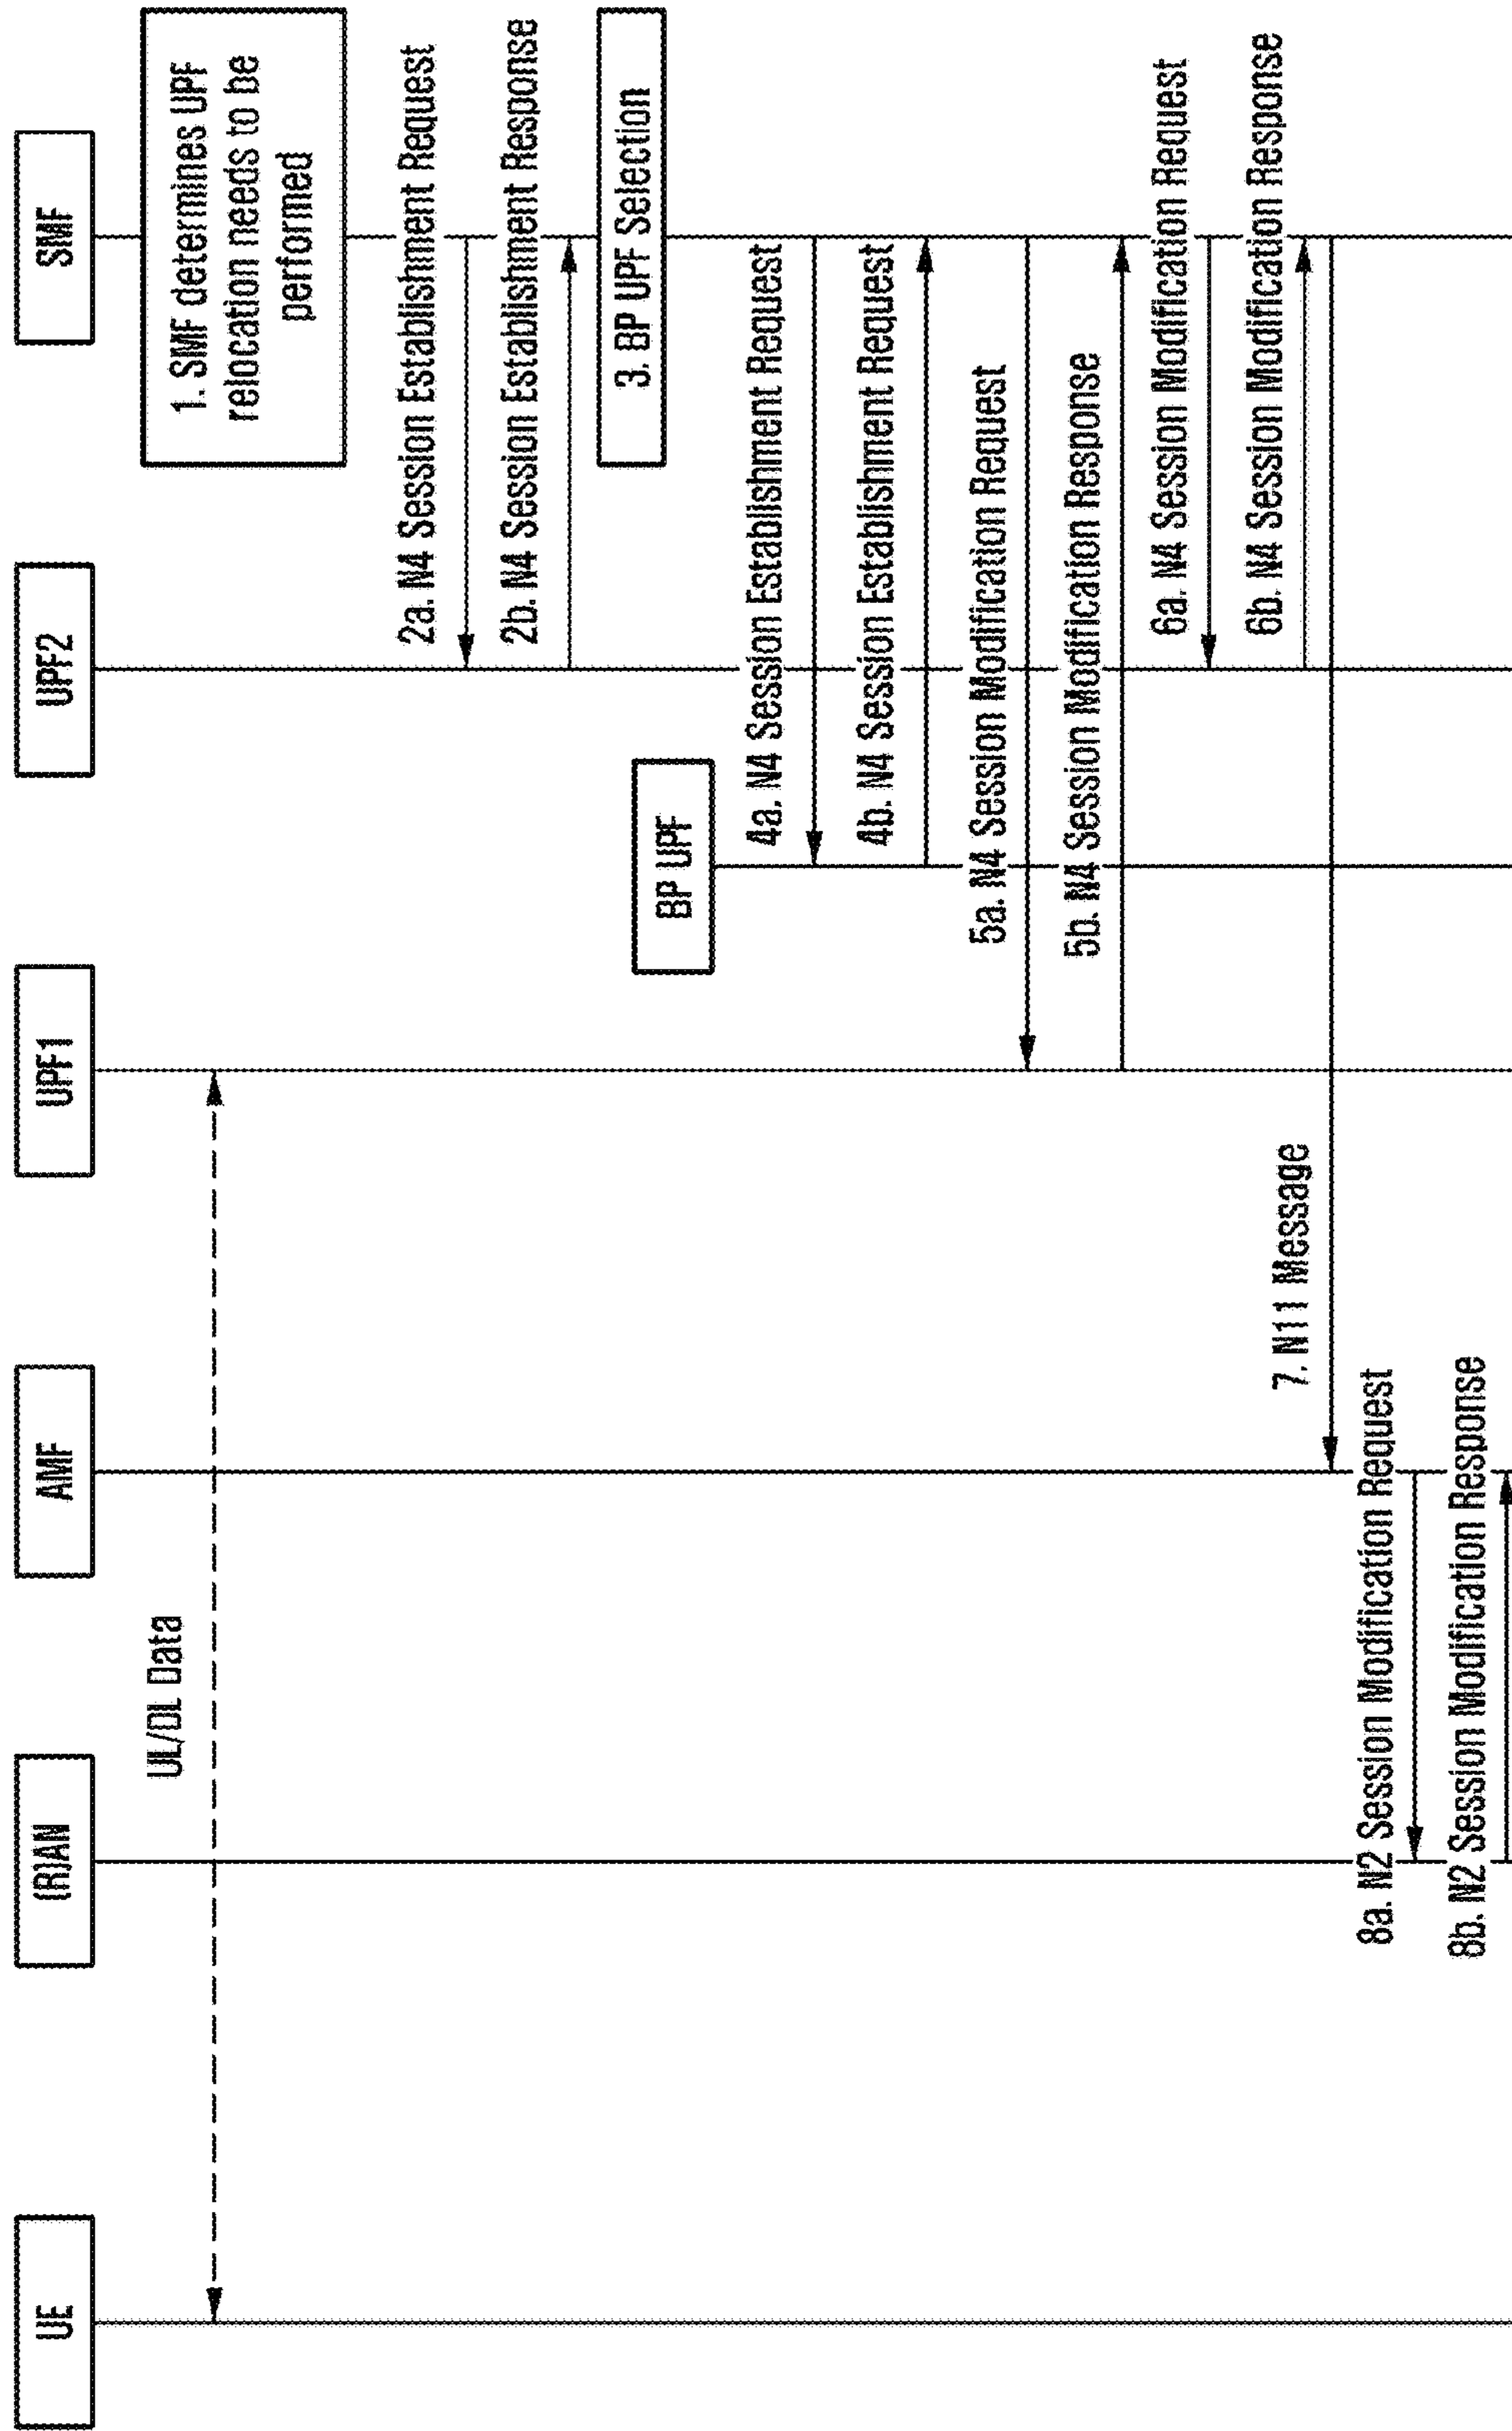 UE
(R)AN
AMF
UPF1
UPF2
SMF
UL/DL Data
1. SMF determines UPF
relocation needs to be
performed
2a. N4 Session Establishment Request
2b. N4 Session Establishment Response
3. BP UPF Selection
BP UPF
4a. N4 Session Establishment Request
4b. N4 Session Establishment Request
5a. N4 Session Modification Request
5b. N4 Session Modification Response
6a. N4 Session Modification Request
6b. N4 Session Modification Response
7. N11 Message
8a. N2 Session Modification Request
8b. N2 Session Modification Response